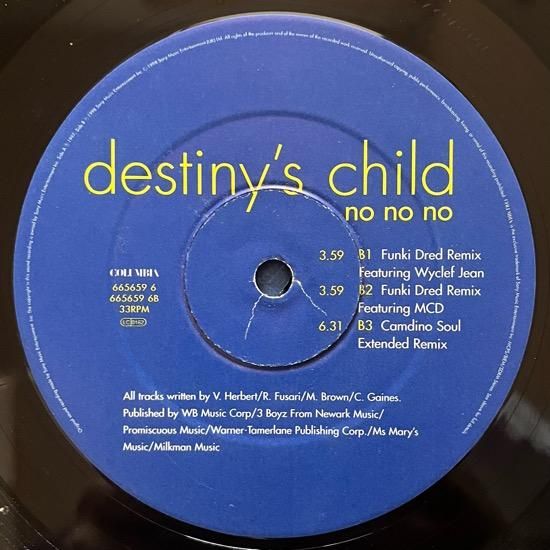 destiny's child
no no no
3.59 B1 Funki Dred Remix
Featuring Wyclef Jean
3.59 B2 Funki Dred Remix
Featuring MCD
6.31 B3 Camdino Soul
Extended Remix
COLUMBIA
665659 6
665659 6B
33RPM
LC 0162
All tracks written by V. Herbert/R. Fusari/M. Brown/C. Gaines.
Published by WB Music Corp/3 Boyz From Newark Music/
Promiscuous Music/Warner-Tamerlane Publishing Corp./Ms Mary's
Music/Milkman Music